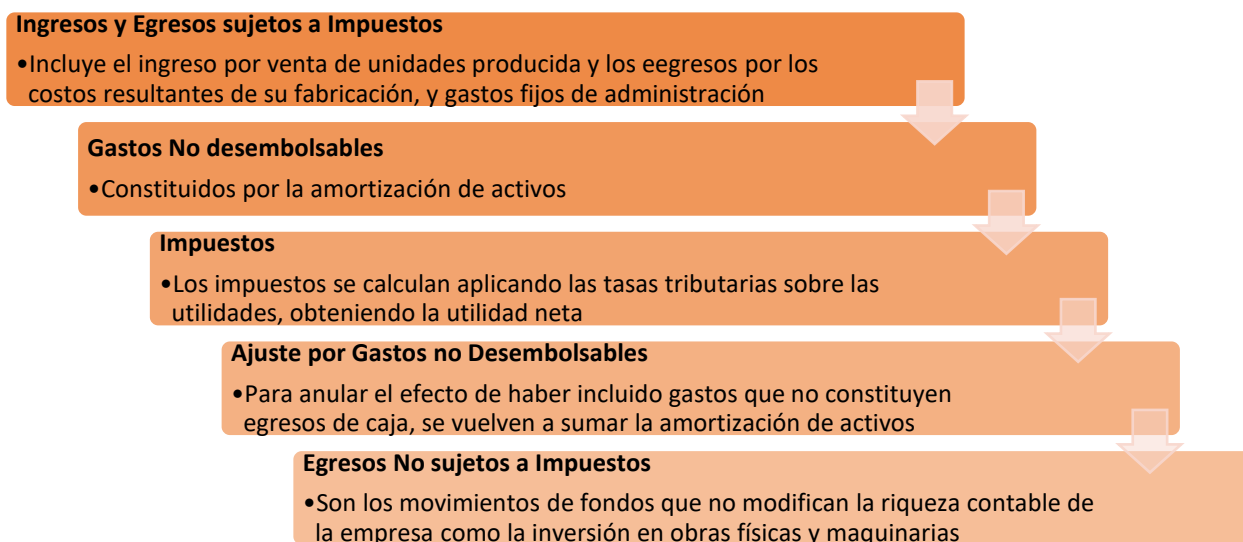 Ingresos y Egresos sujetos a Impuestos
•Incluye el ingreso por venta de unidades producida y los eegresos por los
costos resultantes de su fabricación, y gastos fijos de administración
Gastos No desembolsables
•Constituidos por la amortización de activos
Impuestos
•Los impuestos se calculan aplicando las tasas tributarias sobre las
utilidades, obteniendo la utilidad neta
Ajuste por Gastos no Desembolsables
•Para anular el efecto de haber incluido gastos que no constituyen
egresos de caja, se vuelven a sumar la amortización de activos
Egresos No sujetos a Impuestos
•Son los movimientos de fondos que no modifican la riqueza contable de
la empresa como la inversión en obras físicas y maquinarias